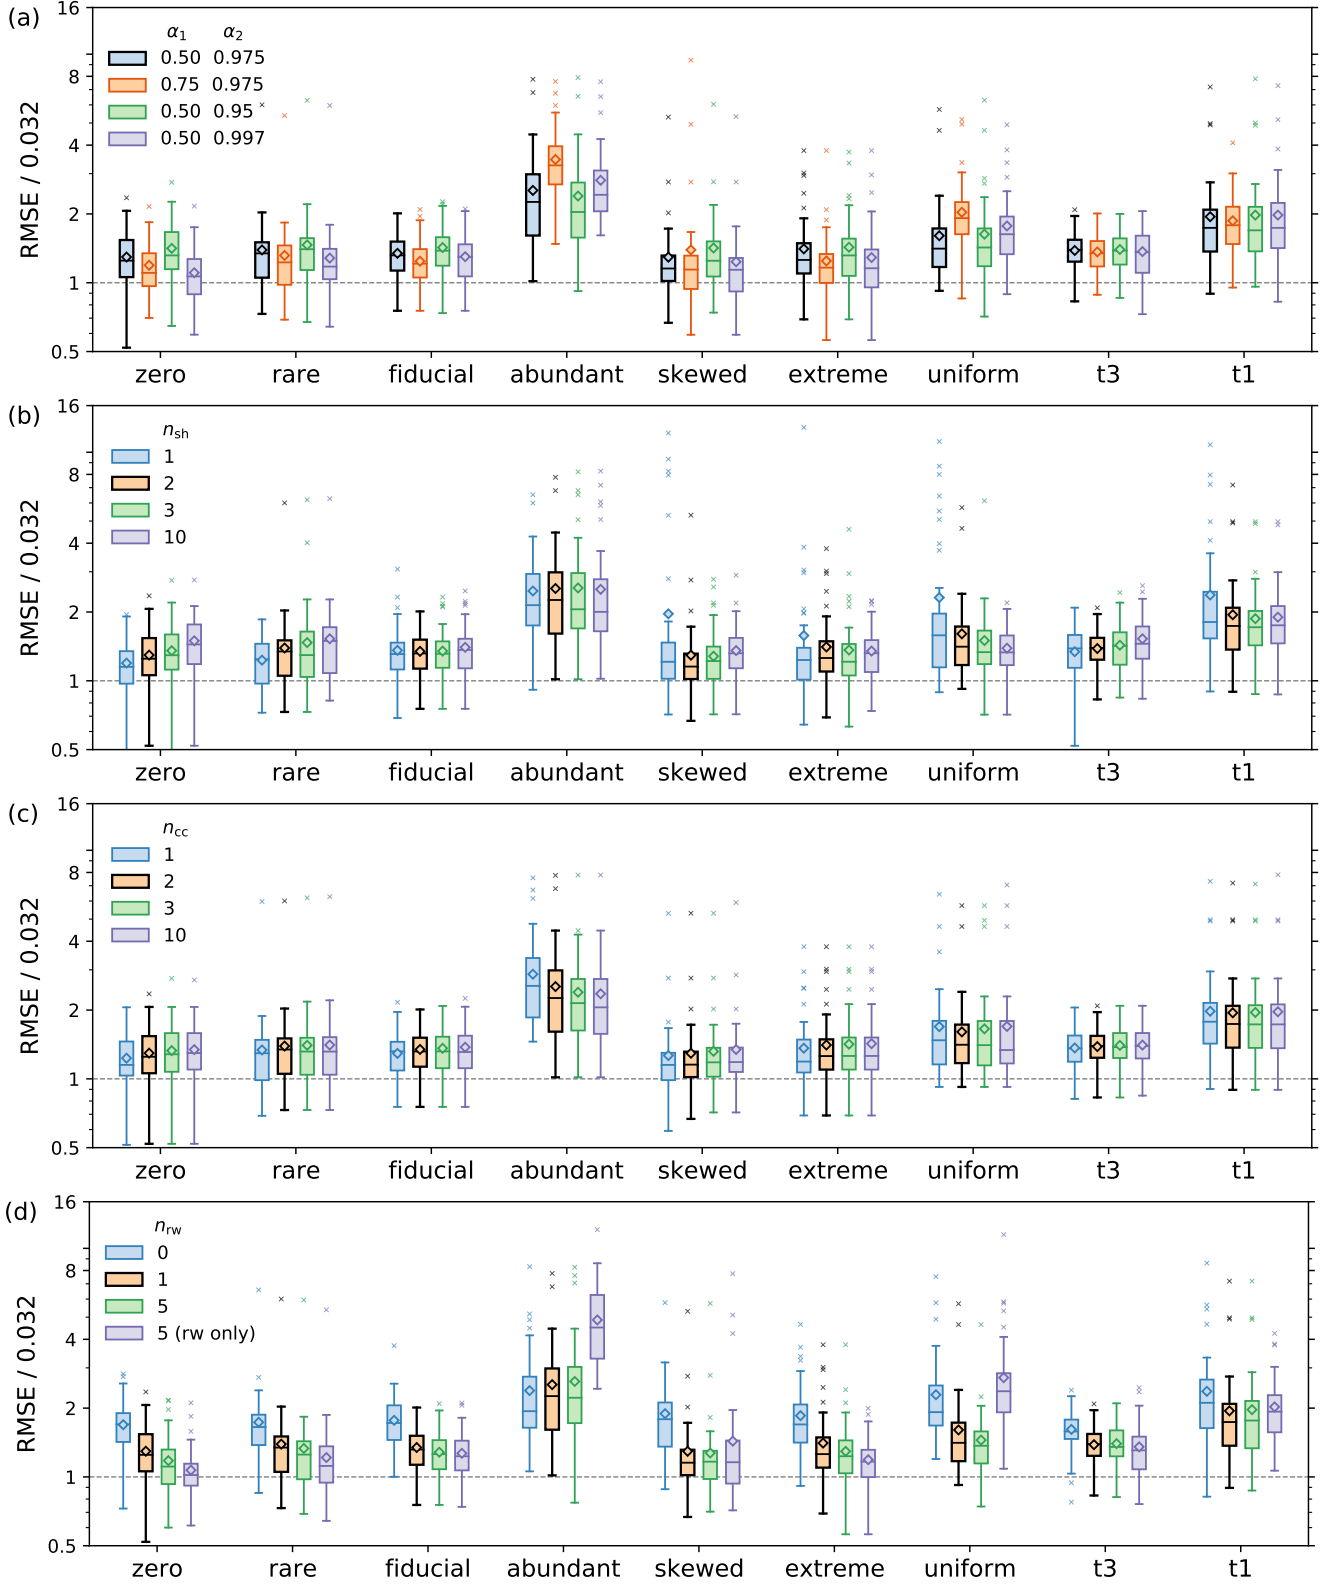 (a)
RMSE / 0.032
16
8
4
2
1
0.5
α1 α2
0.50 0.975
0.75 0.975
0.50 0.95
0.50 0.997
zero rare fiducial abundant skewed extreme uniform t3 t1
(b)
RMSE / 0.032
16
8
4
2
1
0.5
nsh
1
2
3
10
zero rare fiducial abundant skewed extreme uniform t3 t1
(c)
RMSE / 0.032
16
8
4
2
1
0.5
ncc
1
2
3
10
zero rare fiducial abundant skewed extreme uniform t3 t1
(d)
RMSE / 0.032
16
8
4
2
1
0.5
nrw
0
1
5
5 (rw only)
zero rare fiducial abundant skewed extreme uniform t3 t1